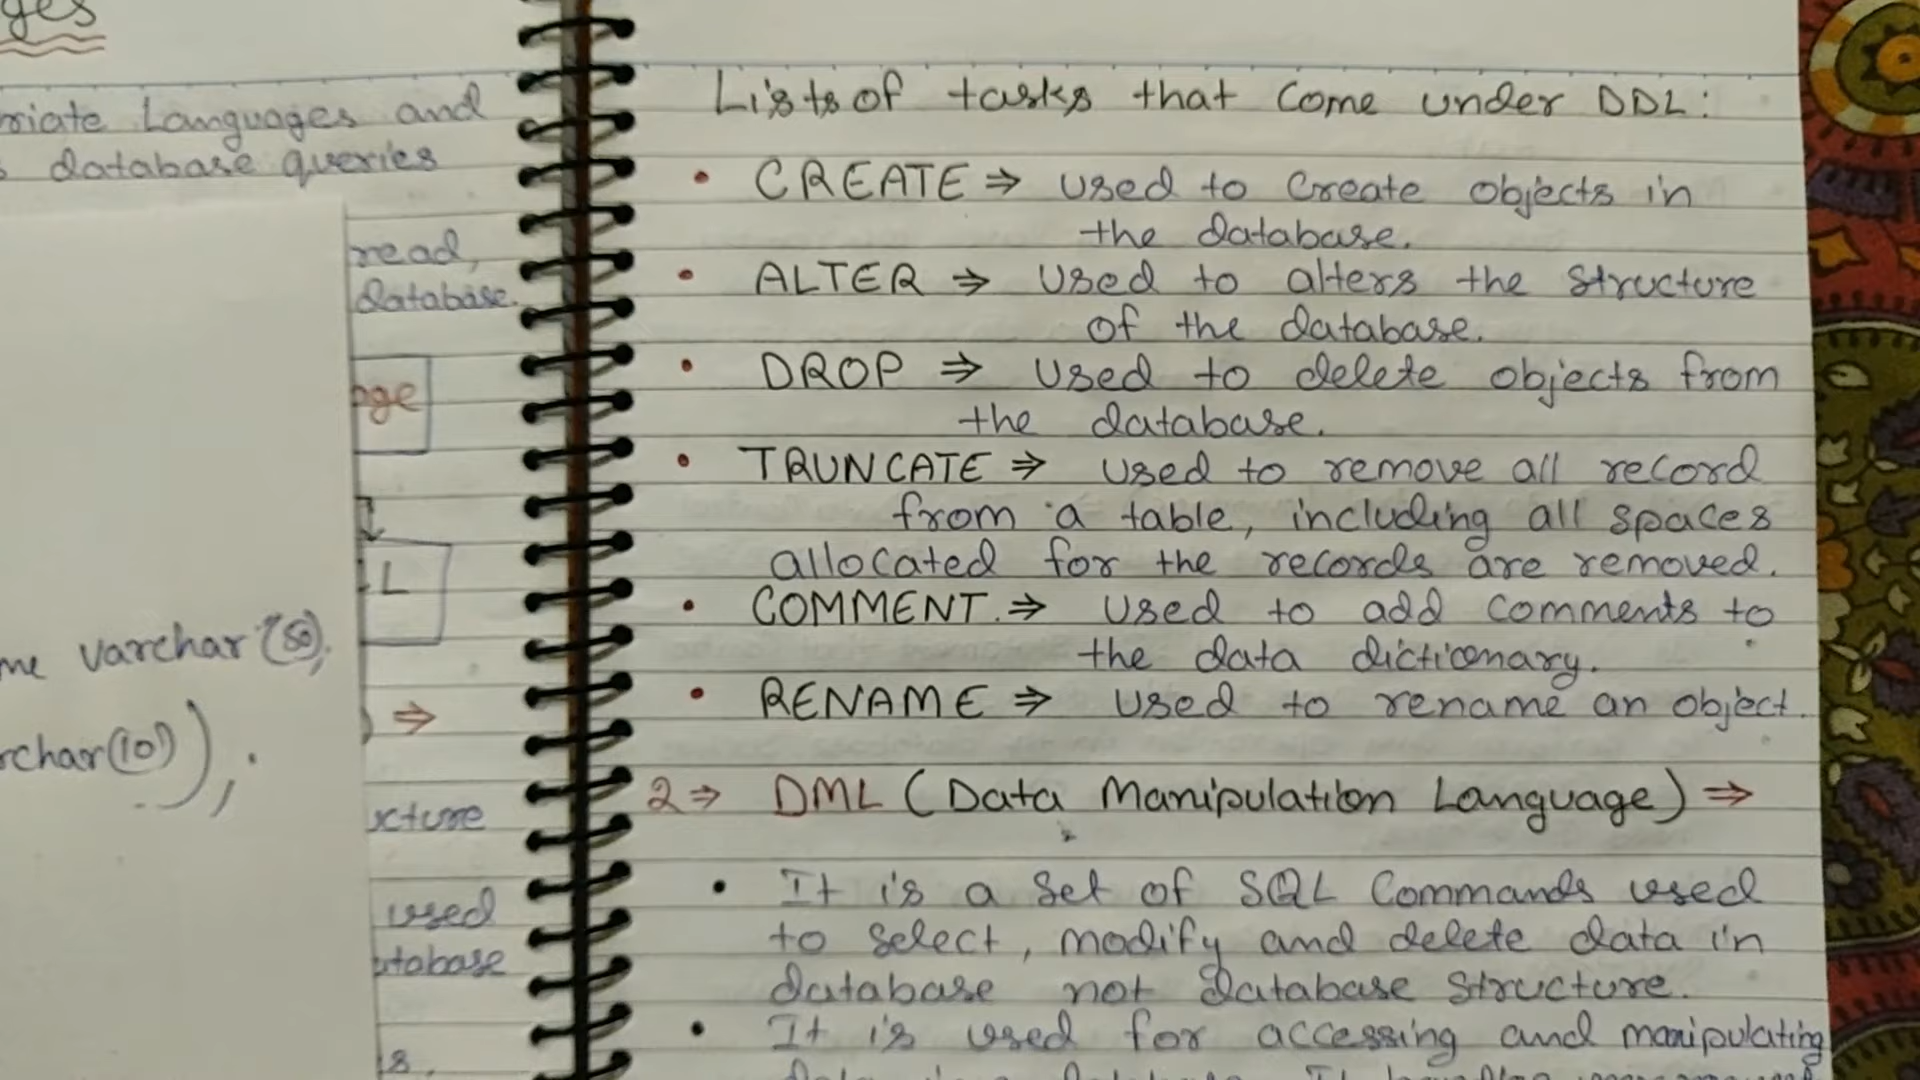 Languages and
database queries
read,
database.
L
varchar (50),
);
⇒
used
Lists of tasks that Come under DDL:
• CREATE ⇒ used to Create objects in
the database.
• ALTER ⇒ Used to alters the Structure
of the database.
• DROP ⇒ Used to delete objects from
the database.
• TRUNCATE ⇒ used to remove all record
from a table, including all spaces
allocated for the records are removed.
• COMMENT. ⇒ Used to add Comments to
the data dictionary.
• RENAME ⇒ Used to rename an object.
2 ⇒ DML (Data Manipulation Language) ⇒
• It is a Set of SQL Commands used
to Select, modify and delete data in
database not Database Structure.
• It is used for accessing and manipulating